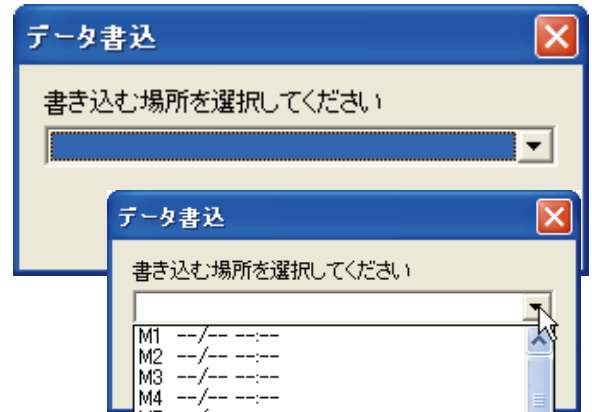 データ書込
書き込む場所を選択してください
データ書込
書き込む場所を選択してください
M1 --/-- --:--
M2 --/-- --:--
M3 --/-- --:--
M4 --/-- --:--